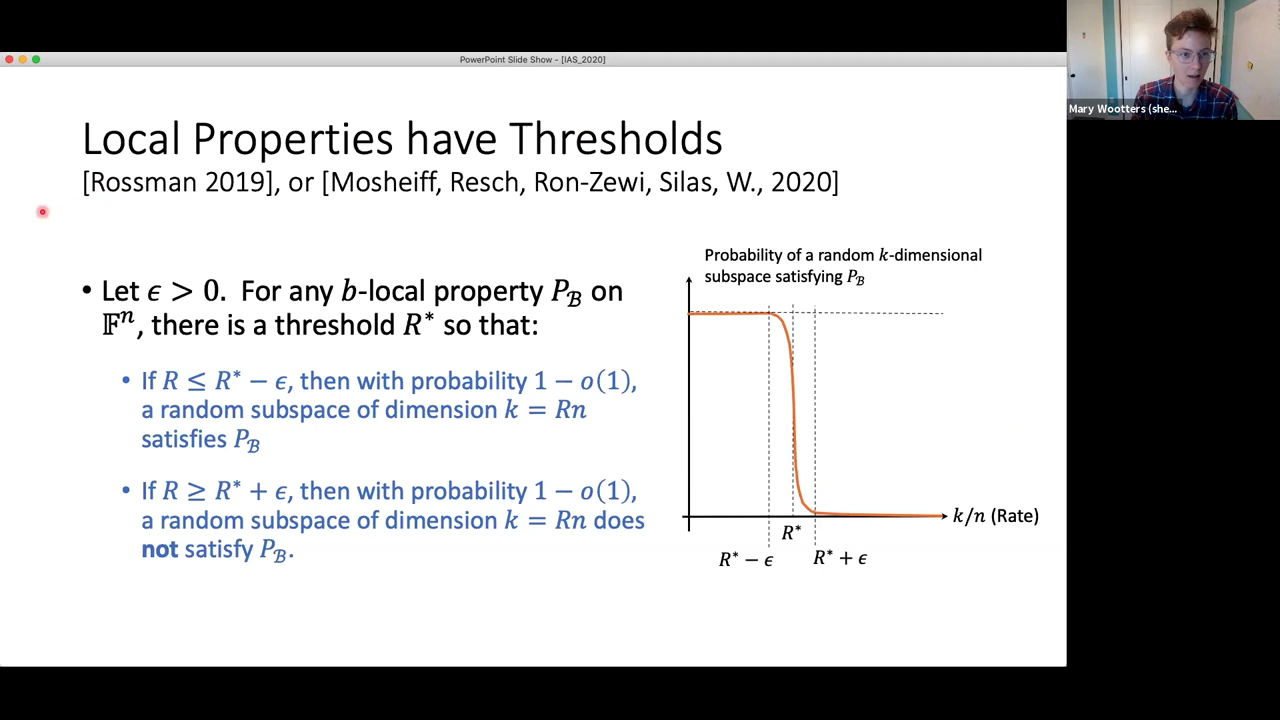 PowerPoint Slide Show - [IAS_2020]
Mary Wootters (she...
Local Properties have Thresholds
[Rossman 2019], or [Mosheiff, Resch, Ron-Zewi, Silas, W., 2020]
• Let ϵ > 0. For any b-local property P_ℬ on
𝔽ⁿ, there is a threshold R* so that:
• If R ≤ R* − ϵ, then with probability 1 − o(1),
a random subspace of dimension k = Rn
satisfies P_ℬ
• If R ≥ R* + ϵ, then with probability 1 − o(1),
a random subspace of dimension k = Rn does
not satisfy P_ℬ.
Probability of a random k-dimensional
subspace satisfying P_ℬ
k/n (Rate)
R*
R* − ϵ
R* + ϵ